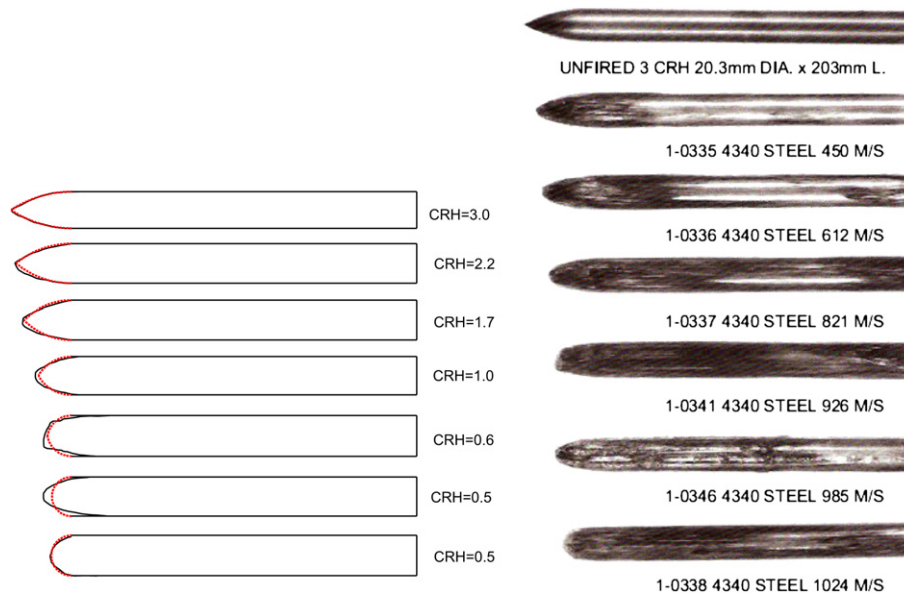 UNFIRED 3 CRH 20.3mm DIA. x 203mm L.
1-0335 4340 STEEL 450 M/S
CRH=3.0
1-0336 4340 STEEL 612 M/S
CRH=2.2
1-0337 4340 STEEL 821 M/S
CRH=1.7
CRH=1.0
1-0341 4340 STEEL 926 M/S
CRH=0.6
1-0346 4340 STEEL 985 M/S
CRH=0.5
CRH=0.5
1-0338 4340 STEEL 1024 M/S